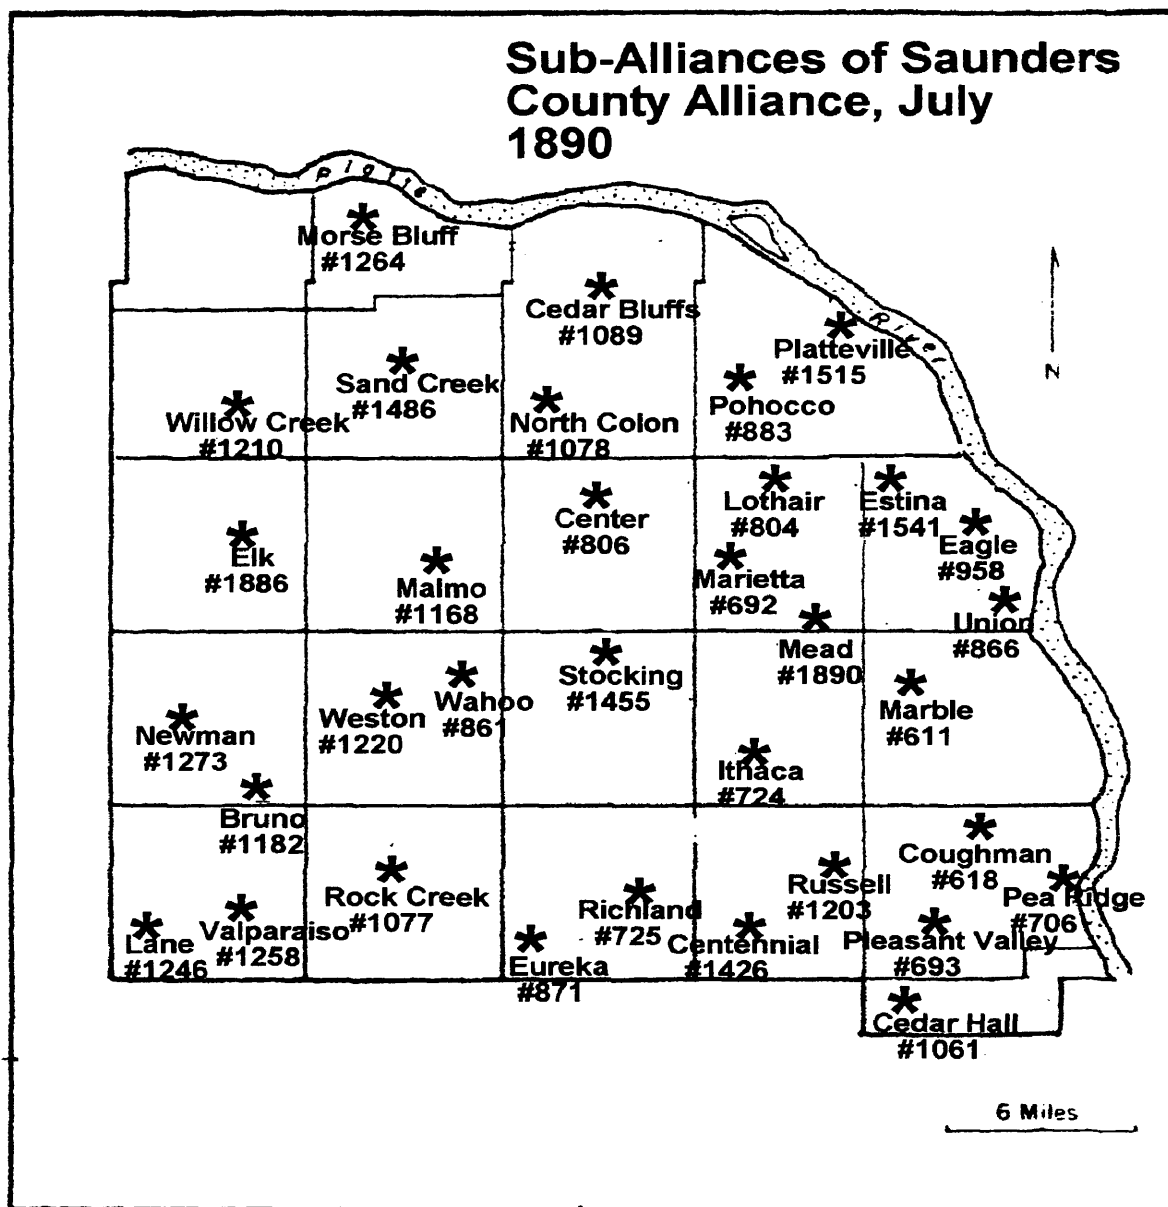 Sub-Alliances of Saunders
County Alliance, July
1890
Platte
Morse Bluff
#1264
Cedar Bluffs
#1089
River
Platteville
#1515
N
Sand Creek
#1486
Pohocco
#883
Willow Creek
#1210
North Colon
#1078
Lothair
#804
Estina
#1541
Center
#806
Eagle
#958
Elk
#1886
Malmo
#1168
Marietta
#692
Union
#866
Mead
#1890
Stocking
#1455
Wahoo
#861
Weston
#1220
Marble
#611
Newman
#1273
Ithaca
#724
Bruno
#1182
Coughman
#618
Rock Creek
#1077
Russell
#1203
Pea Ridge
#706
Richland
#725
Valparaiso
#1258
Lane
#1246
Centennial
#1426
Pleasant Valley
#693
Eureka
#871
Cedar Hall
#1061
6 Miles